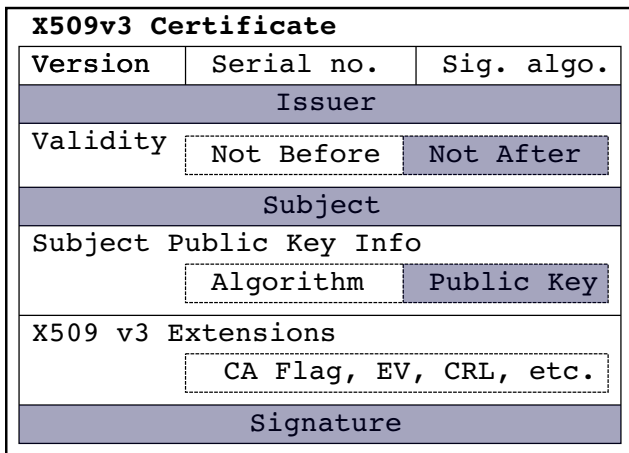 X509v3 Certificate
Version Serial no. Sig. algo.
Issuer
Validity
Not Before Not After
Subject
Subject Public Key Info
Algorithm Public Key
X509 v3 Extensions
CA Flag, EV, CRL, etc.
Signature